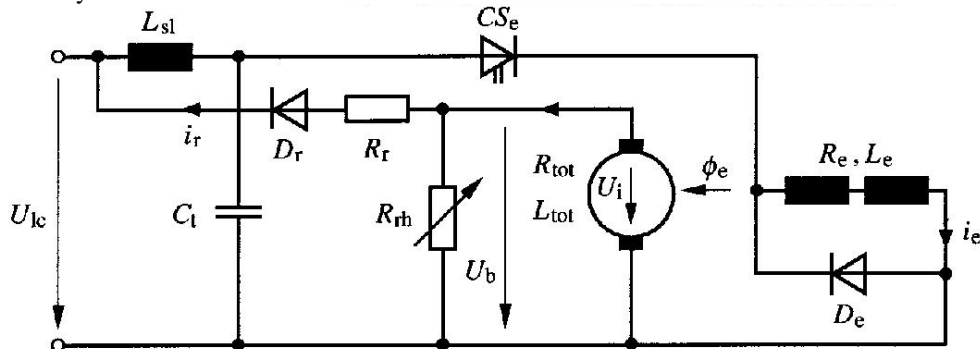 L_sl
CS_e
i_r
D_r
R_r
R_tot
ϕ_e
R_e , L_e
U_lc
C_l
R_rh
U_i
L_tot
i_e
U_b
D_e